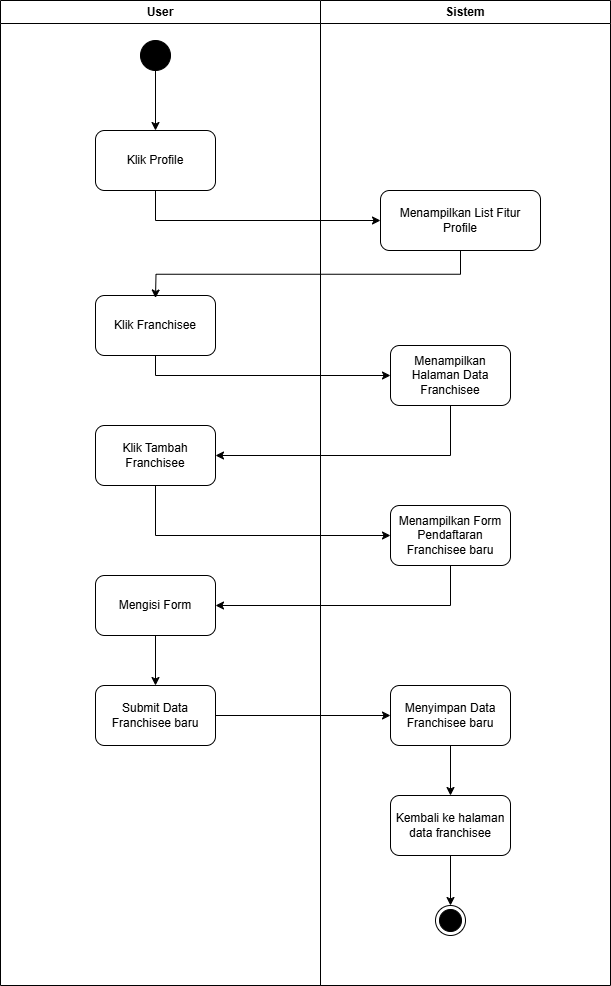 User
Sistem
Klik Profile
Menampilkan List Fitur
Profile
Klik Franchisee
Menampilkan
Halaman Data
Franchisee
Klik Tambah
Franchisee
Menampilkan Form
Pendaftaran
Franchisee baru
Mengisi Form
Submit Data
Franchisee baru
Menyimpan Data
Franchisee baru
Kembali ke halaman
data franchisee